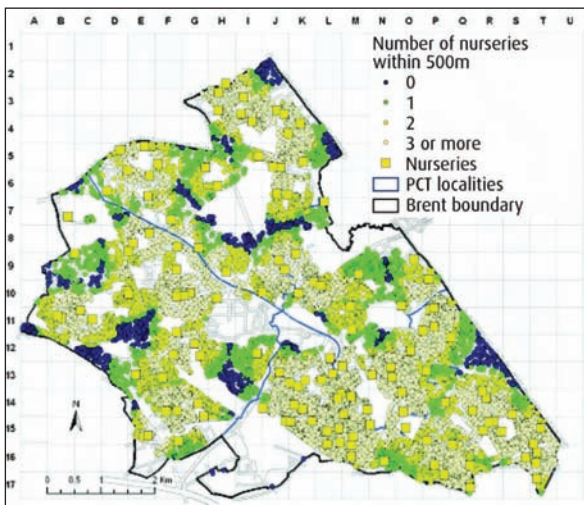 A B C D E F G H I J K L M N O P Q R S T U
1
2
3
4
5
6
7
8
9
10
11
12
13
14
15
16
17
Number of nurseries
within 500m
0
1
2
3 or more
Nurseries
PCT localities
Brent boundary
N
0 0.5 1 2 Km